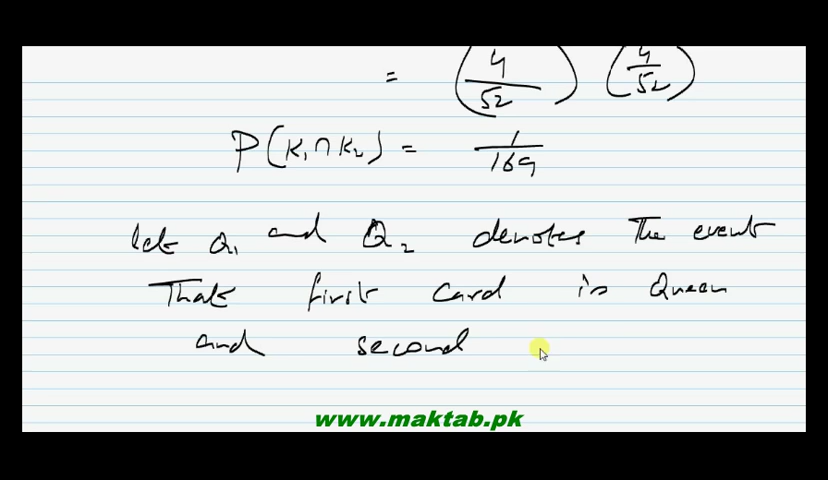 = (4/52) (4/52)
P(K₁∩K₂) = 1/169
let Q₁ and Q₂ denotes The event
That first card is Queen
and second
www.maktab.pk